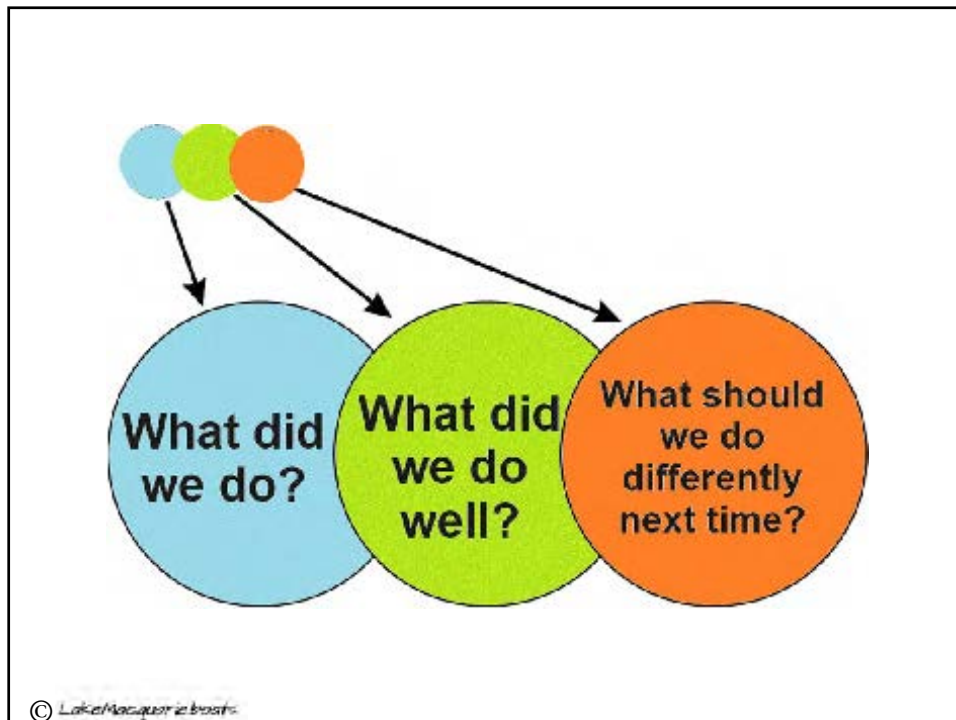 What did
we do?
What did
we do
well?
What should
we do
differently
next time?
© LakeMacquarieboats